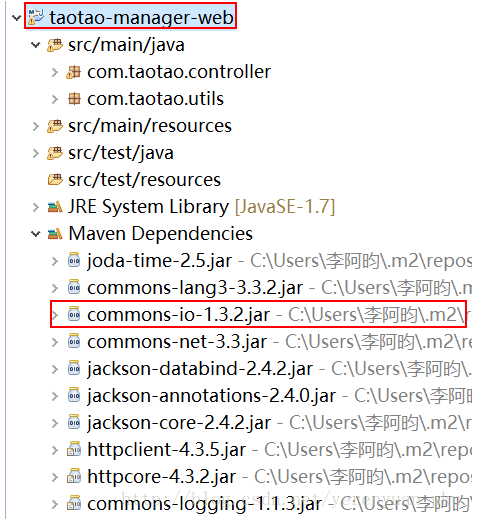 taotao-manager-web
src/main/java
com.taotao.controller
com.taotao.utils
src/main/resources
src/test/java
src/test/resources
JRE System Library [JavaSE-1.7]
Maven Dependencies
joda-time-2.5.jar - C:\Users\李阿昀\.m2\repos
commons-lang3-3.3.2.jar - C:\Users\李阿昀\.m
commons-io-1.3.2.jar - C:\Users\李阿昀\.m2\r
commons-net-3.3.jar - C:\Users\李阿昀\.m2\re
jackson-databind-2.4.2.jar - C:\Users\李阿昀\
jackson-annotations-2.4.0.jar - C:\Users\李阿
jackson-core-2.4.2.jar - C:\Users\李阿昀\.m2\
httpclient-4.3.5.jar - C:\Users\李阿昀\.m2\rep
httpcore-4.3.2.jar - C:\Users\李阿昀\.m2\repo
commons-logging-1.1.3.jar - C:\Users\李阿昀